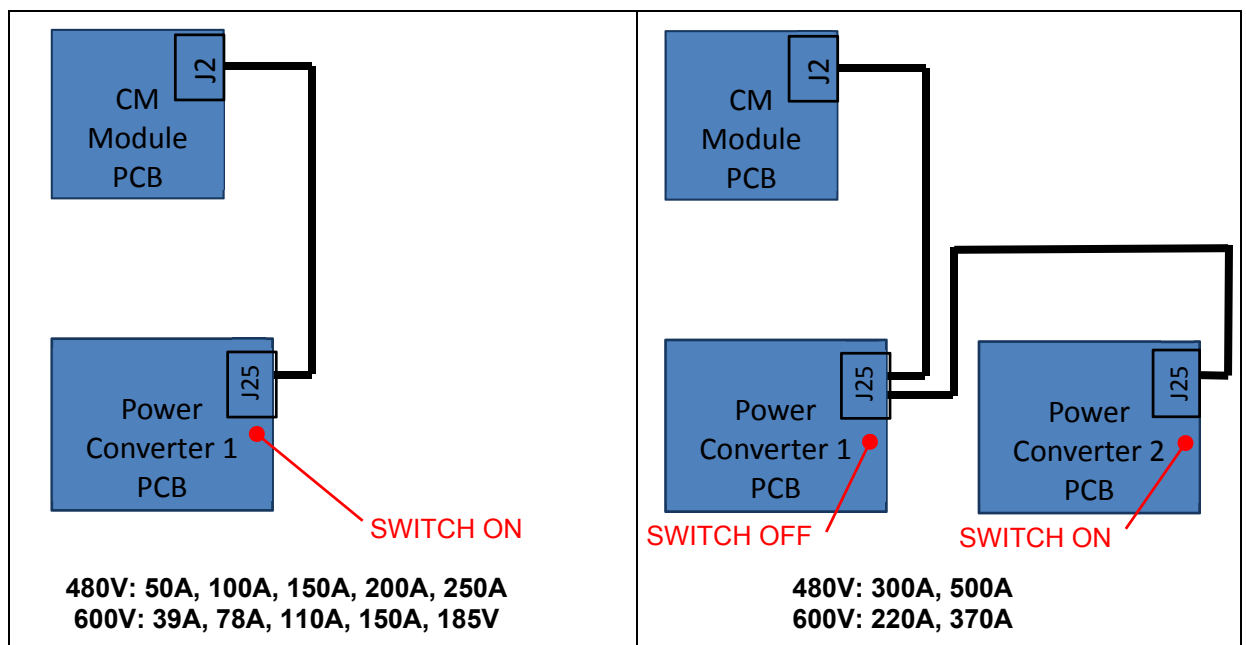 J2
CM
Module
PCB
J25
Power
Converter 1
PCB
SWITCH ON
480V: 50A, 100A, 150A, 200A, 250A
600V: 39A, 78A, 110A, 150A, 185V
J2
CM
Module
PCB
J25
Power
Converter 1
PCB
SWITCH OFF
J25
Power
Converter 2
PCB
SWITCH ON
480V: 300A, 500A
600V: 220A, 370A